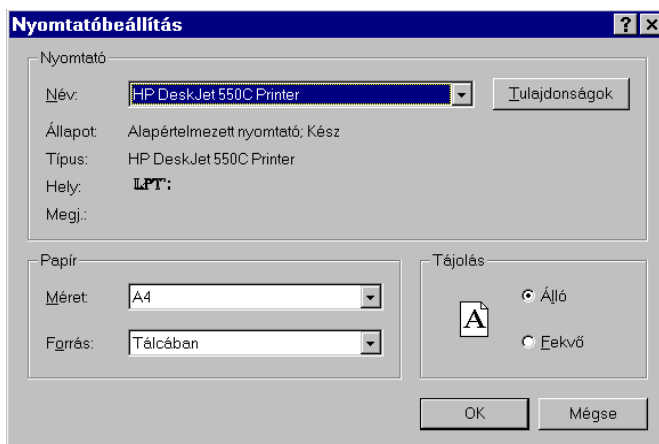 Nyomtatóbeállítás
Nyomtató
Név: HP DeskJet 550C Printer Tulajdonságok
Állapot: Alapértelmezett nyomtató; Kész
Típus: HP DeskJet 550C Printer
Hely: LPT:
Megj.:
Papír
Méret: A4
Forrás: Tálcában
Tájolás
A
Álló
Fekvő
OK Mégse